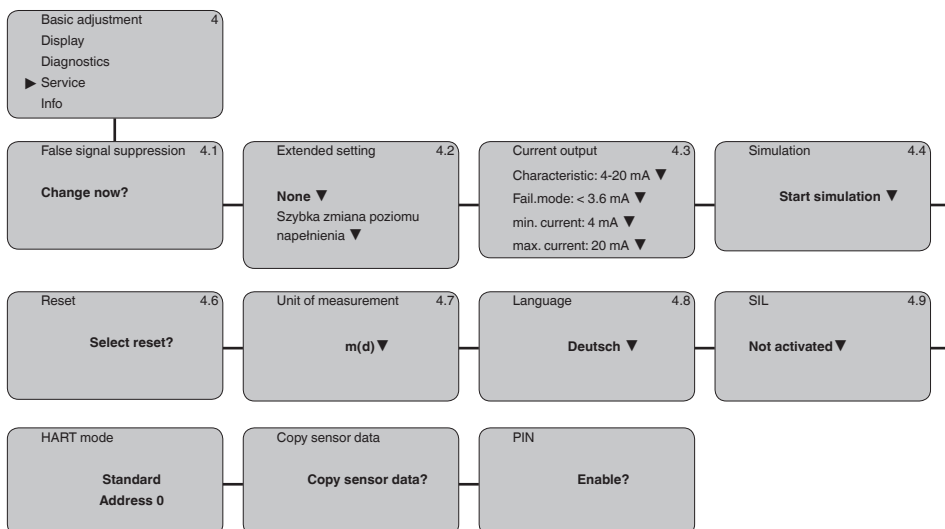 Basic adjustment 4
Display
Diagnostics
▶ Service
Info
False signal suppression 4.1
Change now?
Extended setting 4.2
None ▼
Szybka zmiana poziomu
napełnienia ▼
Current output 4.3
Characteristic: 4-20 mA ▼
Fail.mode: < 3.6 mA ▼
min. current: 4 mA ▼
max. current: 20 mA ▼
Simulation 4.4
Start simulation ▼
Reset 4.6
Select reset?
Unit of measurement 4.7
m(d) ▼
Language 4.8
Deutsch ▼
SIL 4.9
Not activated ▼
HART mode
Standard
Address 0
Copy sensor data
Copy sensor data?
PIN
Enable?